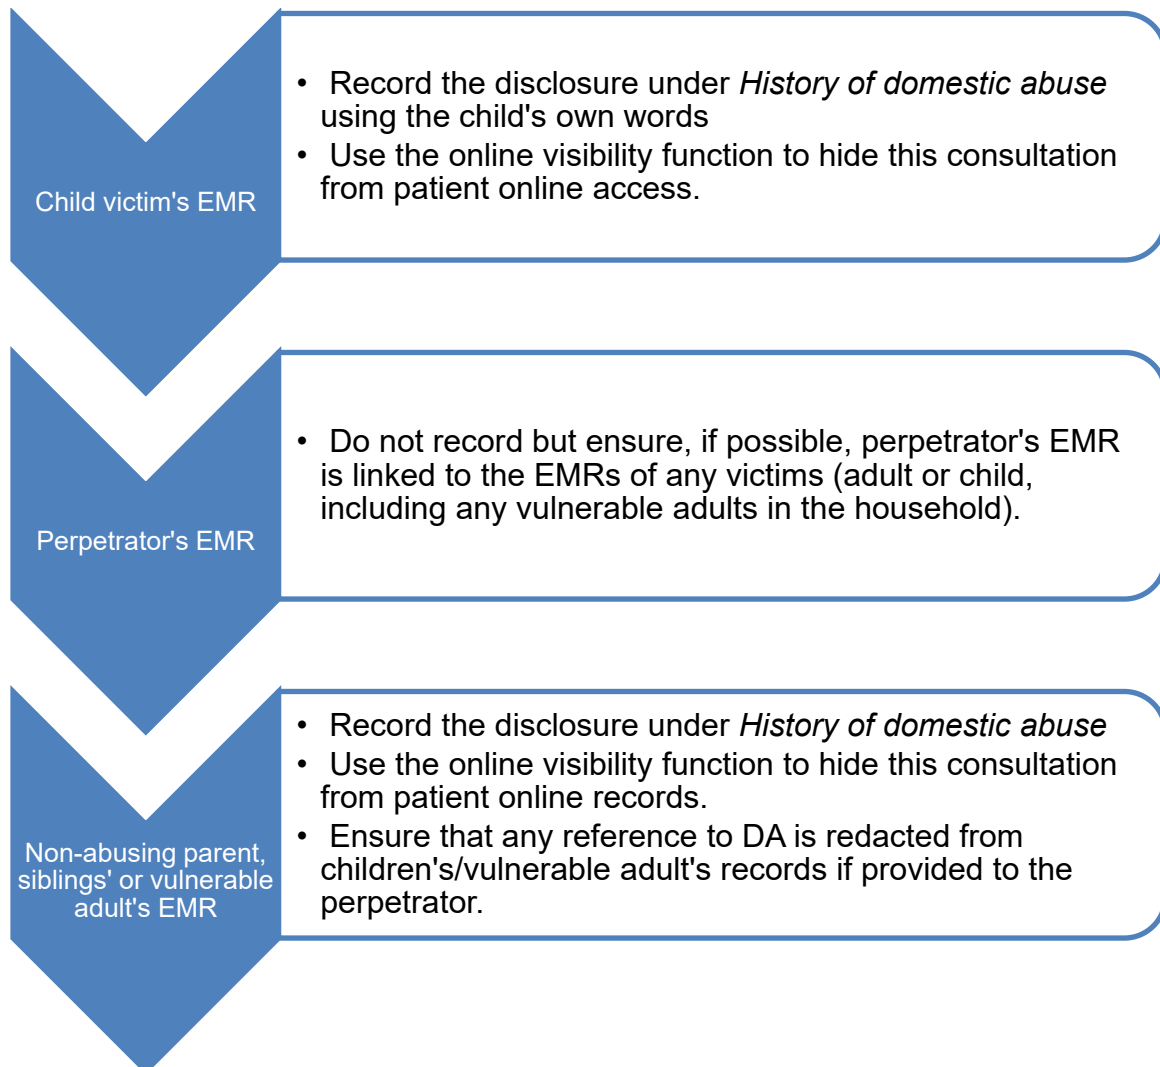 Child victim's EMR
• Record the disclosure under History of domestic abuse
using the child's own words
• Use the online visibility function to hide this consultation
from patient online access.
Perpetrator's EMR
• Do not record but ensure, if possible, perpetrator's EMR
is linked to the EMRs of any victims (adult or child,
including any vulnerable adults in the household).
Non-abusing parent,
siblings' or vulnerable
adult's EMR
• Record the disclosure under History of domestic abuse
• Use the online visibility function to hide this consultation
from patient online records.
• Ensure that any reference to DA is redacted from
children's/vulnerable adult's records if provided to the
perpetrator.